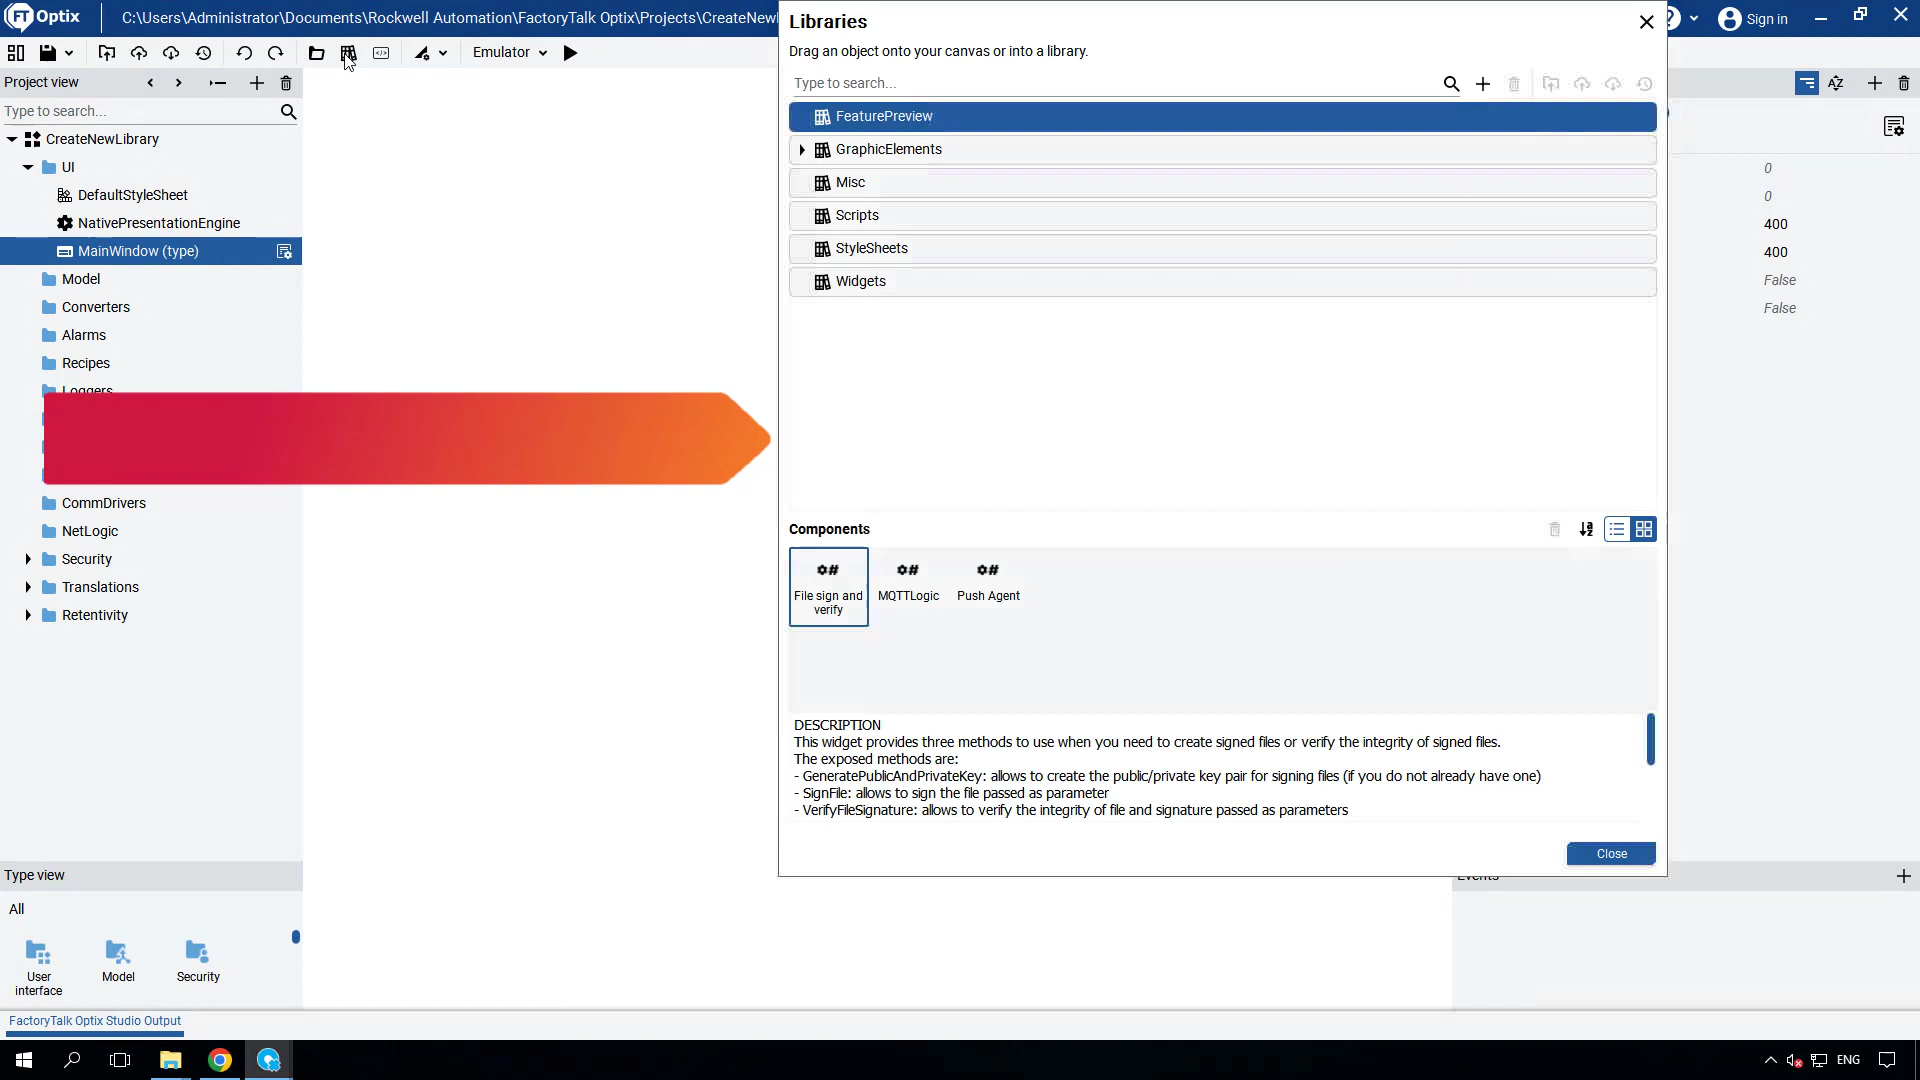 FT Optix
C:\Users\Administrator\Documents\Rockwell Automation\FactoryTalk Optix\Projects\CreateNewL
Sign in
Emulator
Project view
Type to search...
CreateNewLibrary
UI
DefaultStyleSheet
NativePresentationEngine
MainWindow (type)
Model
Converters
Alarms
Recipes
Loggers
CommDrivers
NetLogic
Security
Translations
Retentivity
Type view
All
User interface
Model
Security
FactoryTalk Optix Studio Output
Libraries
Drag an object onto your canvas or into a library.
Type to search...
FeaturePreview
GraphicElements
Misc
Scripts
StyleSheets
Widgets
Components
File sign and verify
MQTTLogic
Push Agent
DESCRIPTION
This widget provides three methods to use when you need to create signed files or verify the integrity of signed files.
The exposed methods are:
- GeneratePublicAndPrivateKey: allows to create the public/private key pair for signing files (if you do not already have one)
- SignFile: allows to sign the file passed as parameter
- VerifyFileSignature: allows to verify the integrity of file and signature passed as parameters
Close
0
0
400
400
False
False
Events
ENG